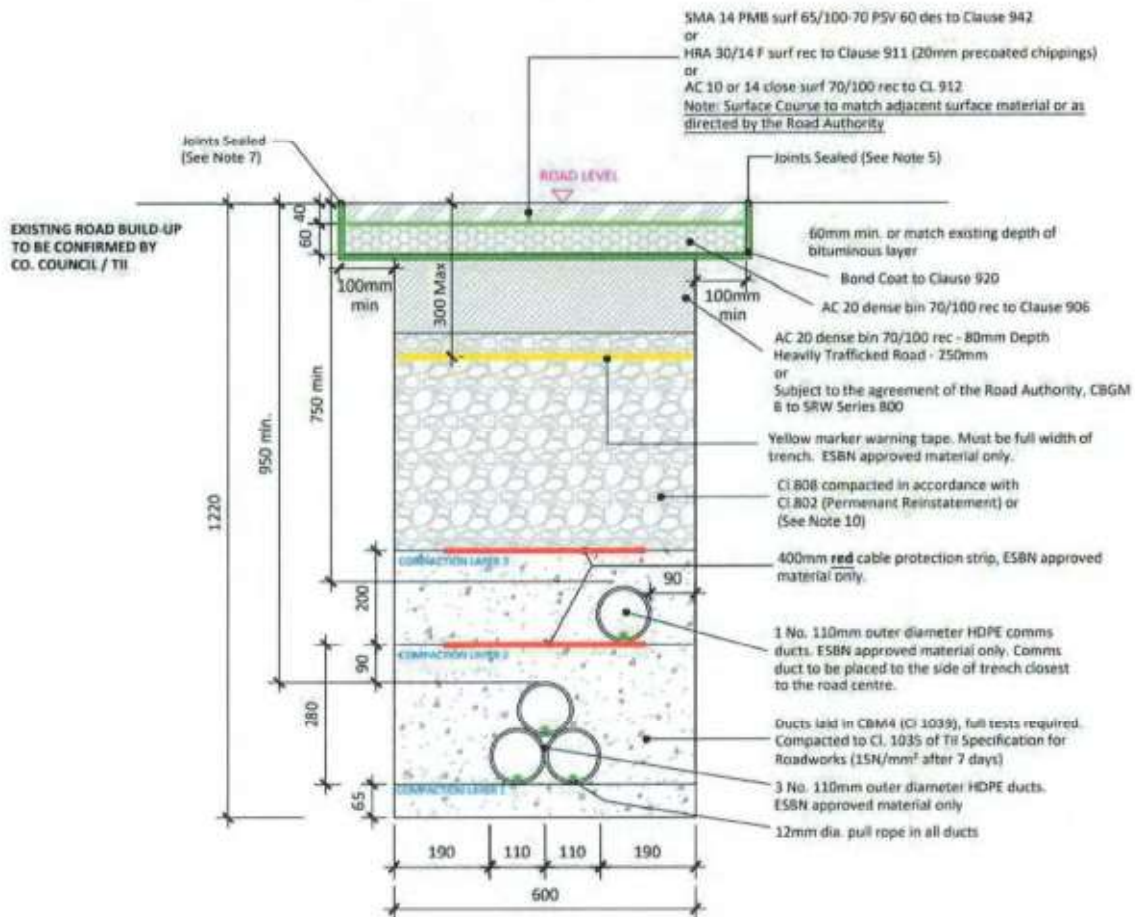 SMA 14 PMB surf 65/100-70 PSV 60 des to Clause 942
or
HRA 30/14 F surf rec to Clause 911 (20mm precoated chippings)
or
AC 10 or 14 close surf 70/100 rec to CL 912
Note: Surface Course to match adjacent surface material or as
directed by the Road Authority
Joints Sealed
(See Note 7)
Joints Sealed (See Note 5)
ROAD LEVEL
EXISTING ROAD BUILD-UP
TO BE CONFIRMED BY
CO. COUNCIL / TII
40
60
60mm min. or match existing depth of
bituminous layer
Bond Coat to Clause 920
100mm
min
300 Max
100mm
min
AC 20 dense bin 70/100 rec to Clause 906
AC 20 dense bin 70/100 rec - 80mm Depth
Heavily Trafficked Road - 250mm
or
Subject to the agreement of the Road Authority, CBGM
B to SRW Series 800
750 min
950 min.
1220
Yellow marker warning tape. Must be full width of
trench. ESBN approved material only.
Cl.808 compacted in accordance with
Cl.802 (Permenant Reinstatement) or
(See Note 10)
COMPACTION LAYER 3
400mm red cable protection strip, ESBN approved
material only.
90
200
1 No. 110mm outer diameter HDPE comms
ducts. ESBN approved material only. Comms
duct to be placed to the side of trench closest
to the road centre.
COMPACTION LAYER 2
90
280
Ducts laid in CBM4 (Cl 1039), full tests required.
Compacted to Cl. 1035 of TII Specification for
Roadworks (15N/mm² after 7 days)
COMPACTION LAYER 1
65
3 No. 110mm outer diameter HDPE ducts.
ESBN approved material only
12mm dia. pull rope in all ducts
190 110 110 190
600